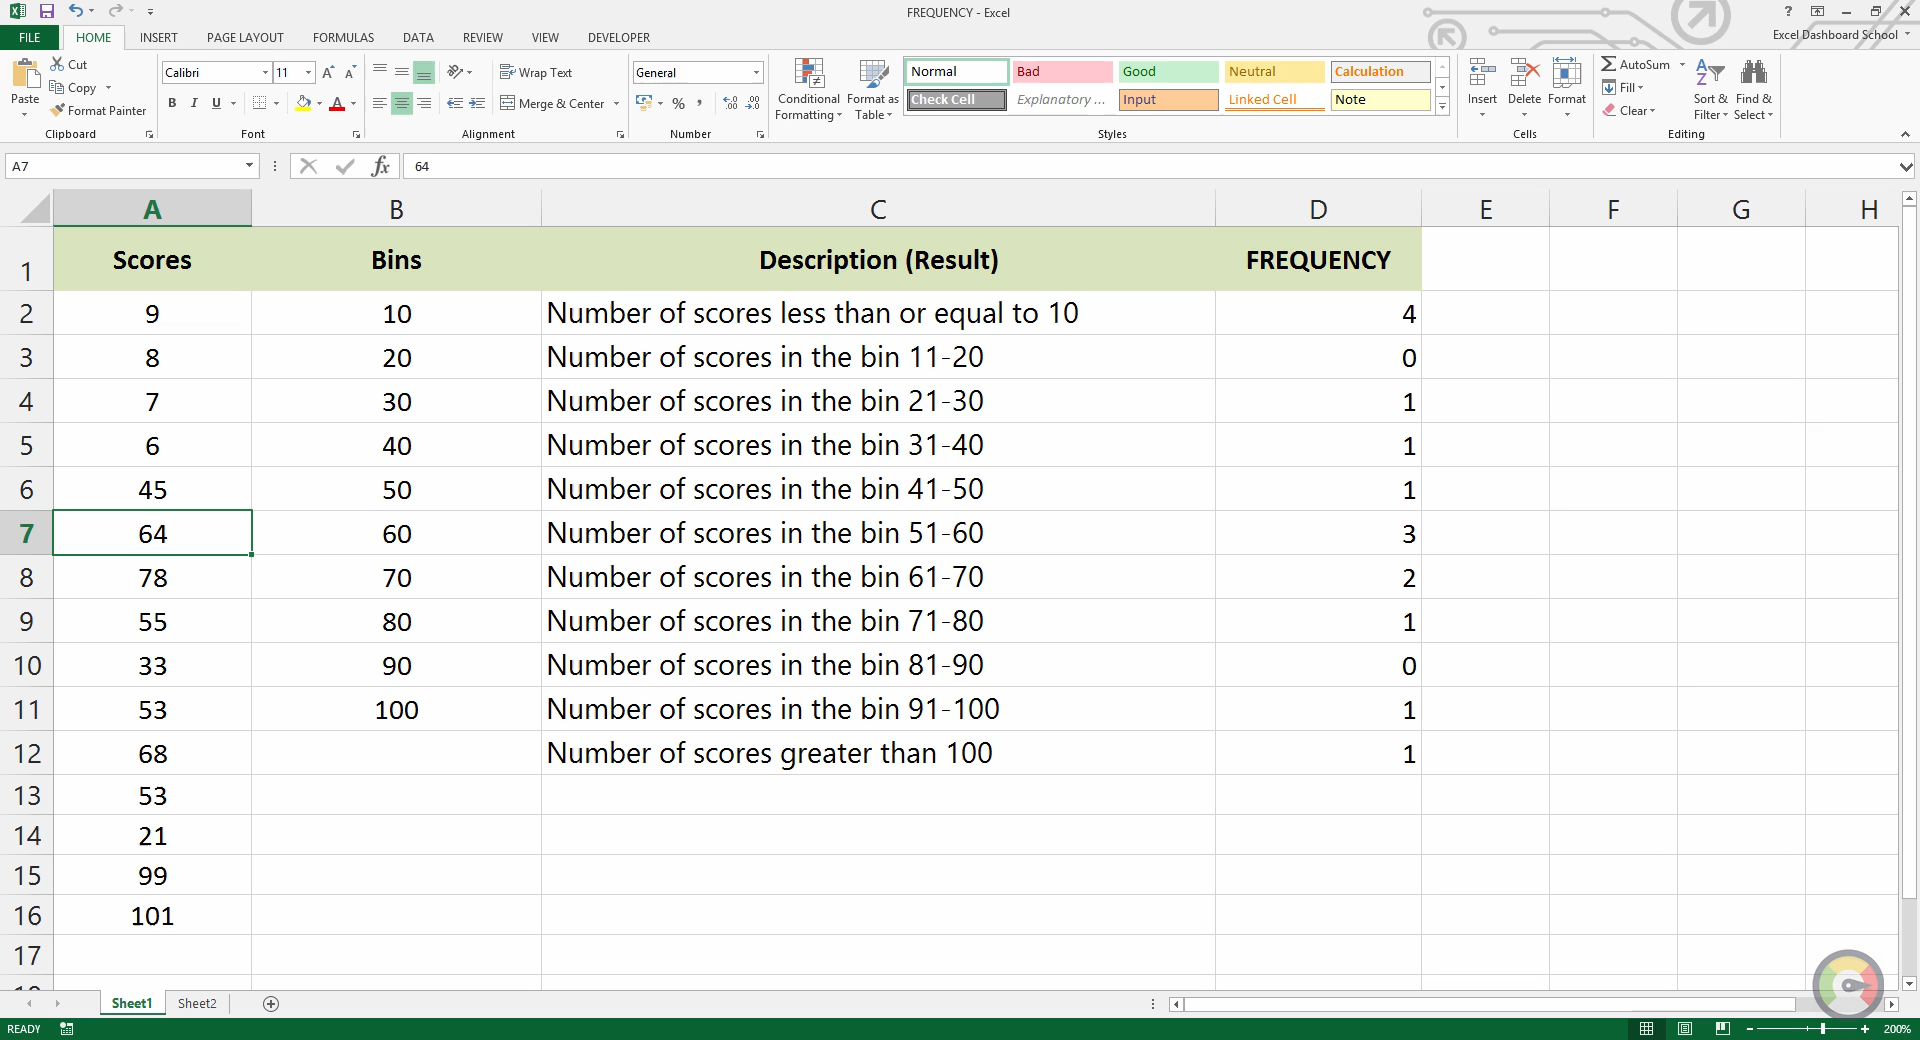 FREQUENCY - Excel
?
FILE HOME INSERT PAGE LAYOUT FORMULAS DATA REVIEW VIEW DEVELOPER
Excel Dashboard School
Paste
Cut
Copy
Format Painter
Clipboard
Calibri 11
B I U
A
Font
Wrap Text
Merge & Center
Alignment
General
%
Number
Conditional Formatting
Format as Table
Normal Bad Good Neutral Calculation
Check Cell Explanatory ... Input Linked Cell Note
Styles
Insert Delete Format
Cells
AutoSum
Fill
Clear
Sort & Filter
Find & Select
Editing
A7
fx
64
A B C D E F G H
1 Scores Bins Description (Result) FREQUENCY
2 9 10 Number of scores less than or equal to 10 4
3 8 20 Number of scores in the bin 11-20 0
4 7 30 Number of scores in the bin 21-30 1
5 6 40 Number of scores in the bin 31-40 1
6 45 50 Number of scores in the bin 41-50 1
7 64 60 Number of scores in the bin 51-60 3
8 78 70 Number of scores in the bin 61-70 2
9 55 80 Number of scores in the bin 71-80 1
10 33 90 Number of scores in the bin 81-90 0
11 53 100 Number of scores in the bin 91-100 1
12 68 Number of scores greater than 100 1
13 53
14 21
15 99
16 101
17
Sheet1 Sheet2
READY
200%